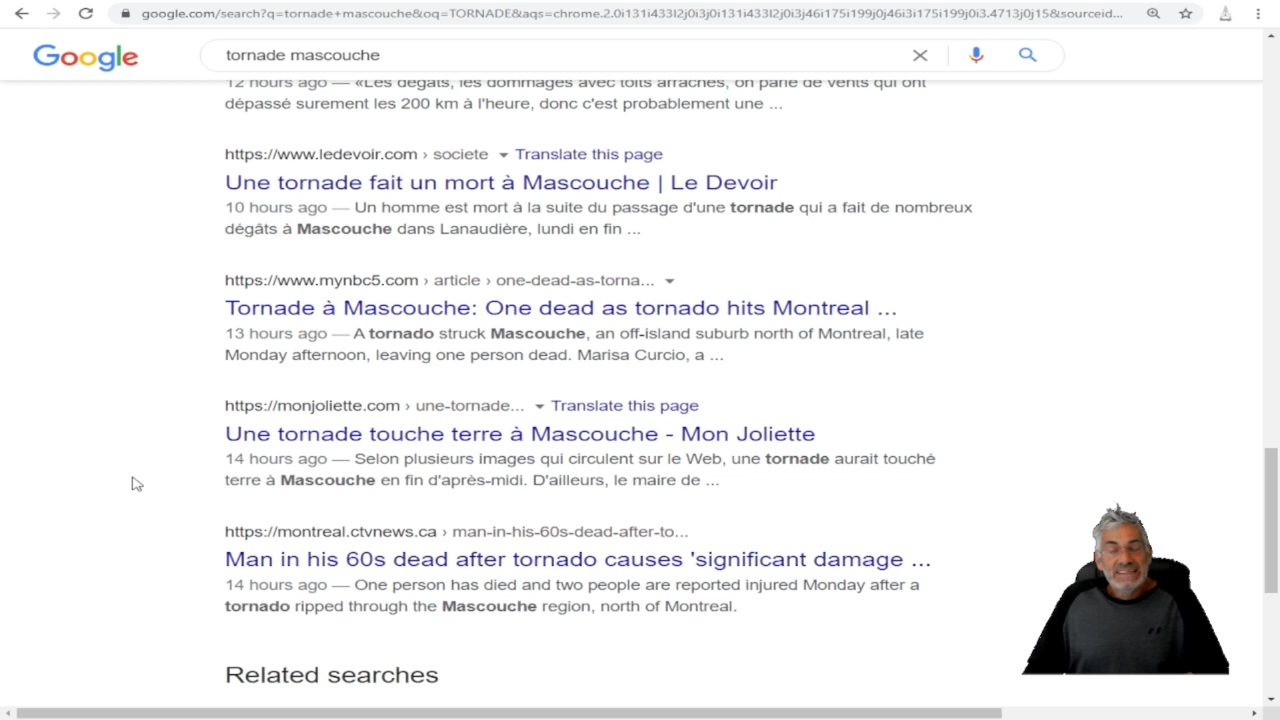 google.com/search?q=tornade+mascouche&oq=TORNADE&aqs=chrome.2.0i131i433l2j0i3j0i131i433l2j0i3j46i175i199j0j46i3i175i199j0i3.4713j0j15&sourceid...
Google
tornade mascouche
12 hours ago — «Les dégâts, les dommages avec toits arrachés, on parle de vents qui ont
dépassé surement les 200 km à l'heure, donc c'est probablement une ...
https://www.ledevoir.com › societe Translate this page
Une tornade fait un mort à Mascouche | Le Devoir
10 hours ago — Un homme est mort à la suite du passage d'une tornade qui a fait de nombreux
dégâts à Mascouche dans Lanaudière, lundi en fin ...
https://www.mynbc5.com › article › one-dead-as-torna...
Tornade à Mascouche: One dead as tornado hits Montreal ...
13 hours ago — A tornado struck Mascouche, an off-island suburb north of Montreal, late
Monday afternoon, leaving one person dead. Marisa Curcio, a ...
https://monjoliette.com › une-tornade... Translate this page
Une tornade touche terre à Mascouche - Mon Joliette
14 hours ago — Selon plusieurs images qui circulent sur le Web, une tornade aurait touché
terre à Mascouche en fin d'après-midi. D'ailleurs, le maire de ...
https://montreal.ctvnews.ca › man-in-his-60s-dead-after-to...
Man in his 60s dead after tornado causes 'significant damage ...
14 hours ago — One person has died and two people are reported injured Monday after a
tornado ripped through the Mascouche region, north of Montreal.
Related searches